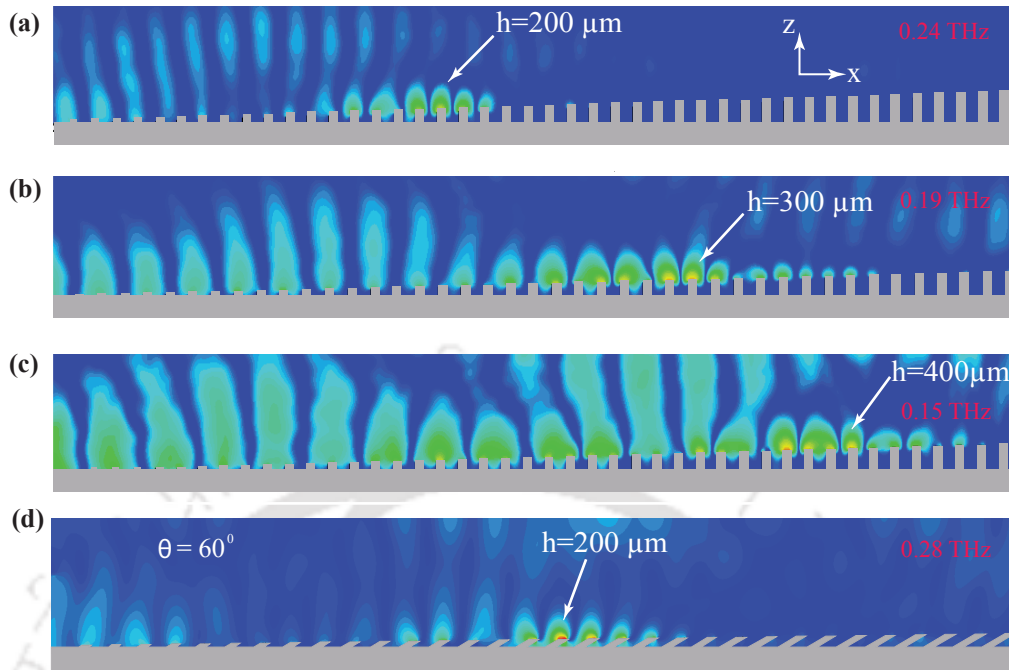 (a)
h=200 µm
0.24 THz
z
x
(b)
h=300 µm
0.19 THz
(c)
h=400µm
0.15 THz
(d)
θ = 60⁰
h=200 µm
0.28 THz